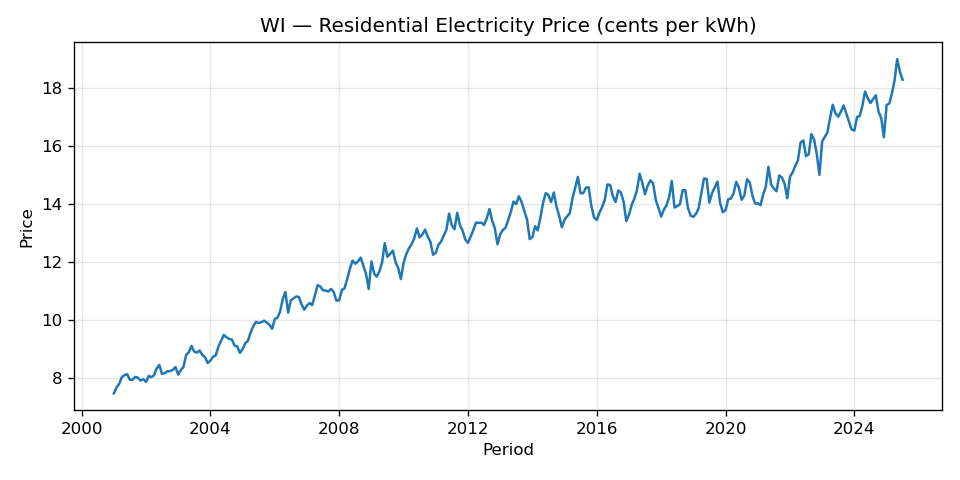 WI — Residential Electricity Price (cents per kWh)
Price
18
16
14
12
10
8
2000 2004 2008 2012 2016 2020 2024
Period